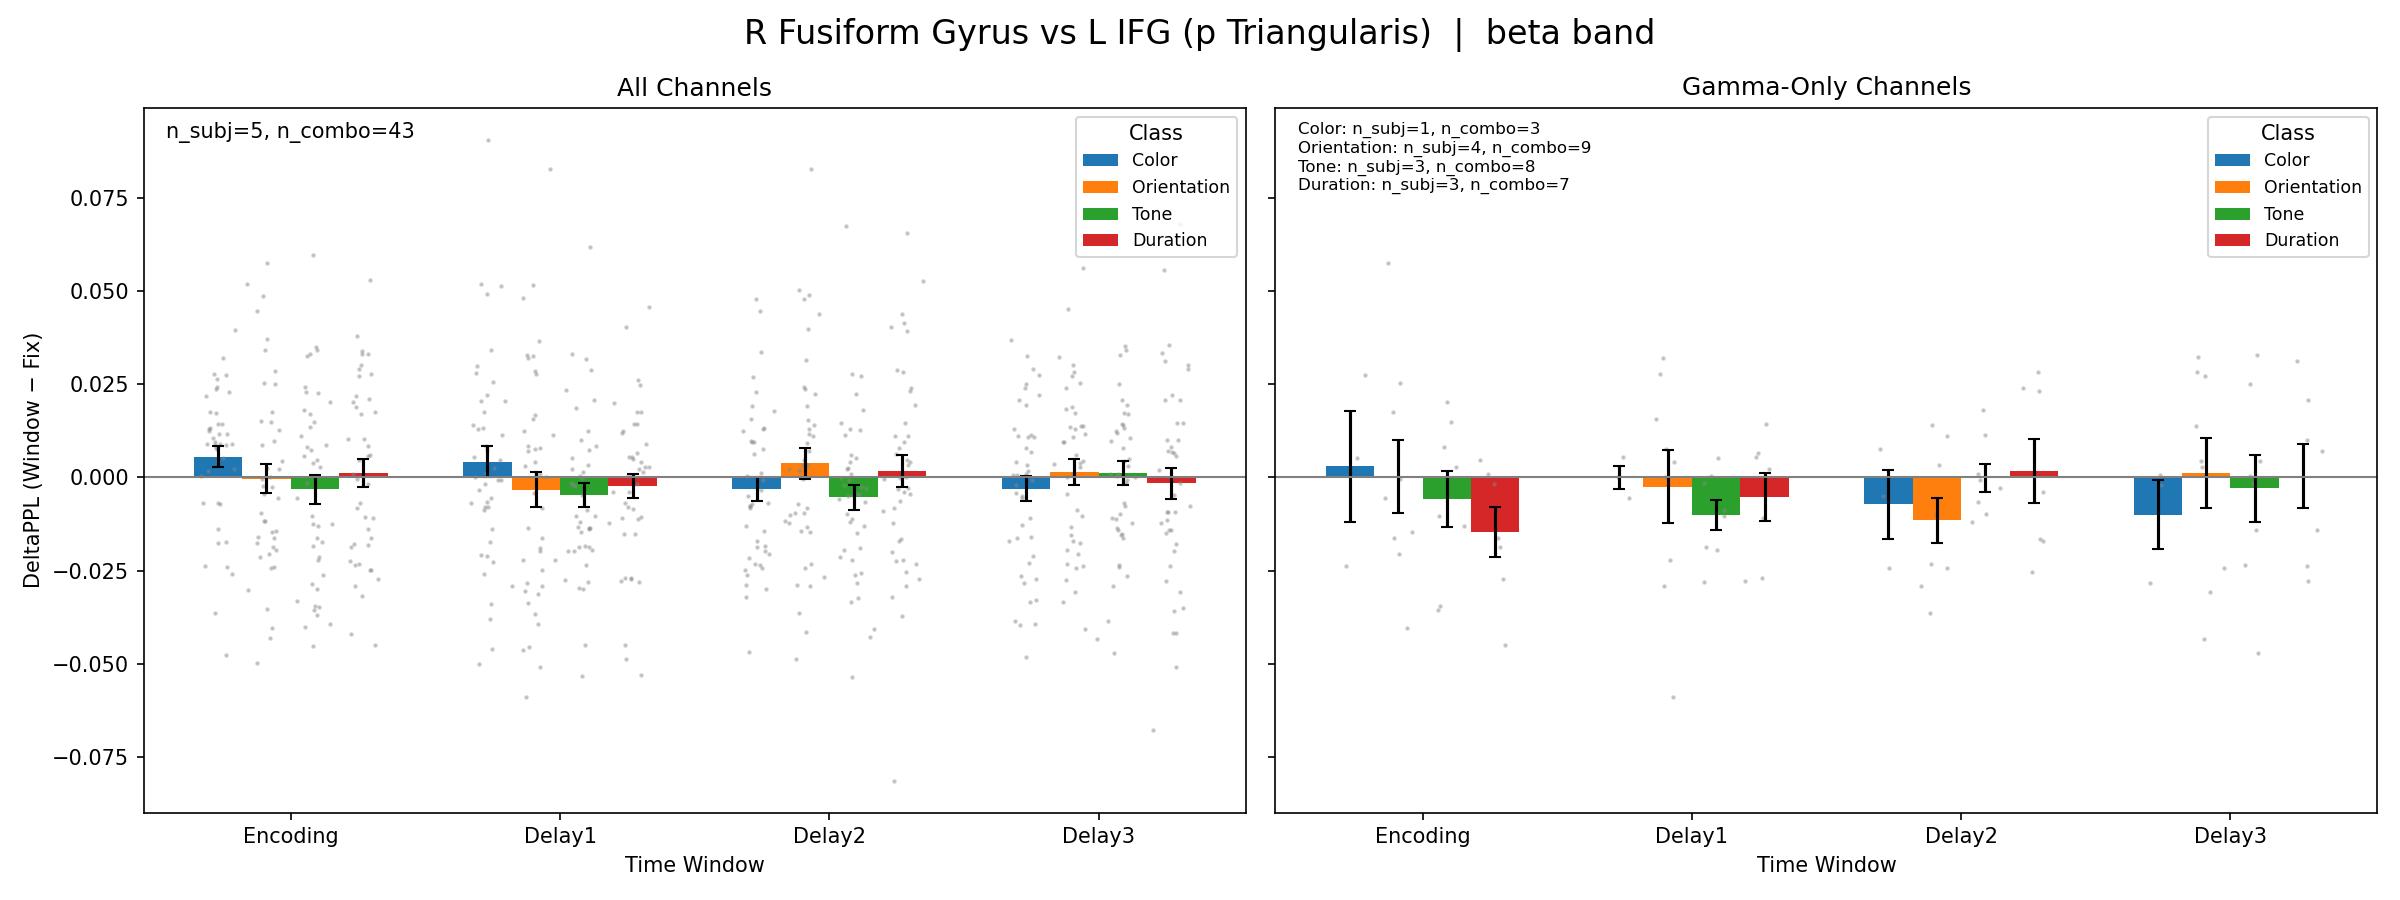 R Fusiform Gyrus vs L IFG (p Triangularis)  |  beta band
All Channels
n_subj=5, n_combo=43
Class
Color
Orientation
Tone
Duration
0.075
0.050
0.025
0.000
−0.025
−0.050
−0.075
DeltaPPL (Window − Fix)
Encoding
Delay1
Delay2
Delay3
Time Window
Gamma-Only Channels
Color: n_subj=1, n_combo=3
Orientation: n_subj=4, n_combo=9
Tone: n_subj=3, n_combo=8
Duration: n_subj=3, n_combo=7
Class
Color
Orientation
Tone
Duration
Encoding
Delay1
Delay2
Delay3
Time Window